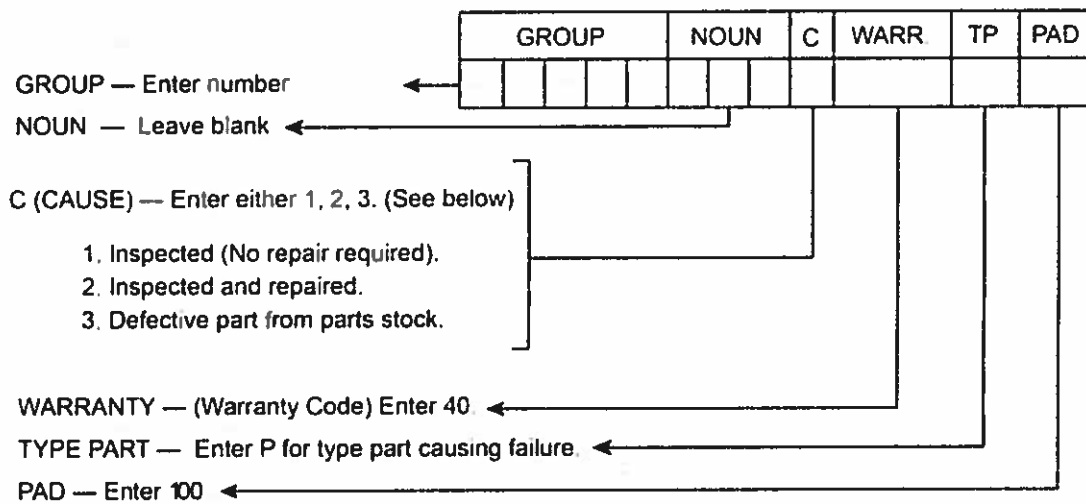 GROUP NOUN C WARR. TP PAD
GROUP — Enter number
NOUN — Leave blank
C (CAUSE) — Enter either 1, 2, 3. (See below)
1. Inspected (No repair required).
2. Inspected and repaired.
3. Defective part from parts stock.
WARRANTY — (Warranty Code) Enter 40.
TYPE PART — Enter P for type part causing failure.
PAD — Enter 100